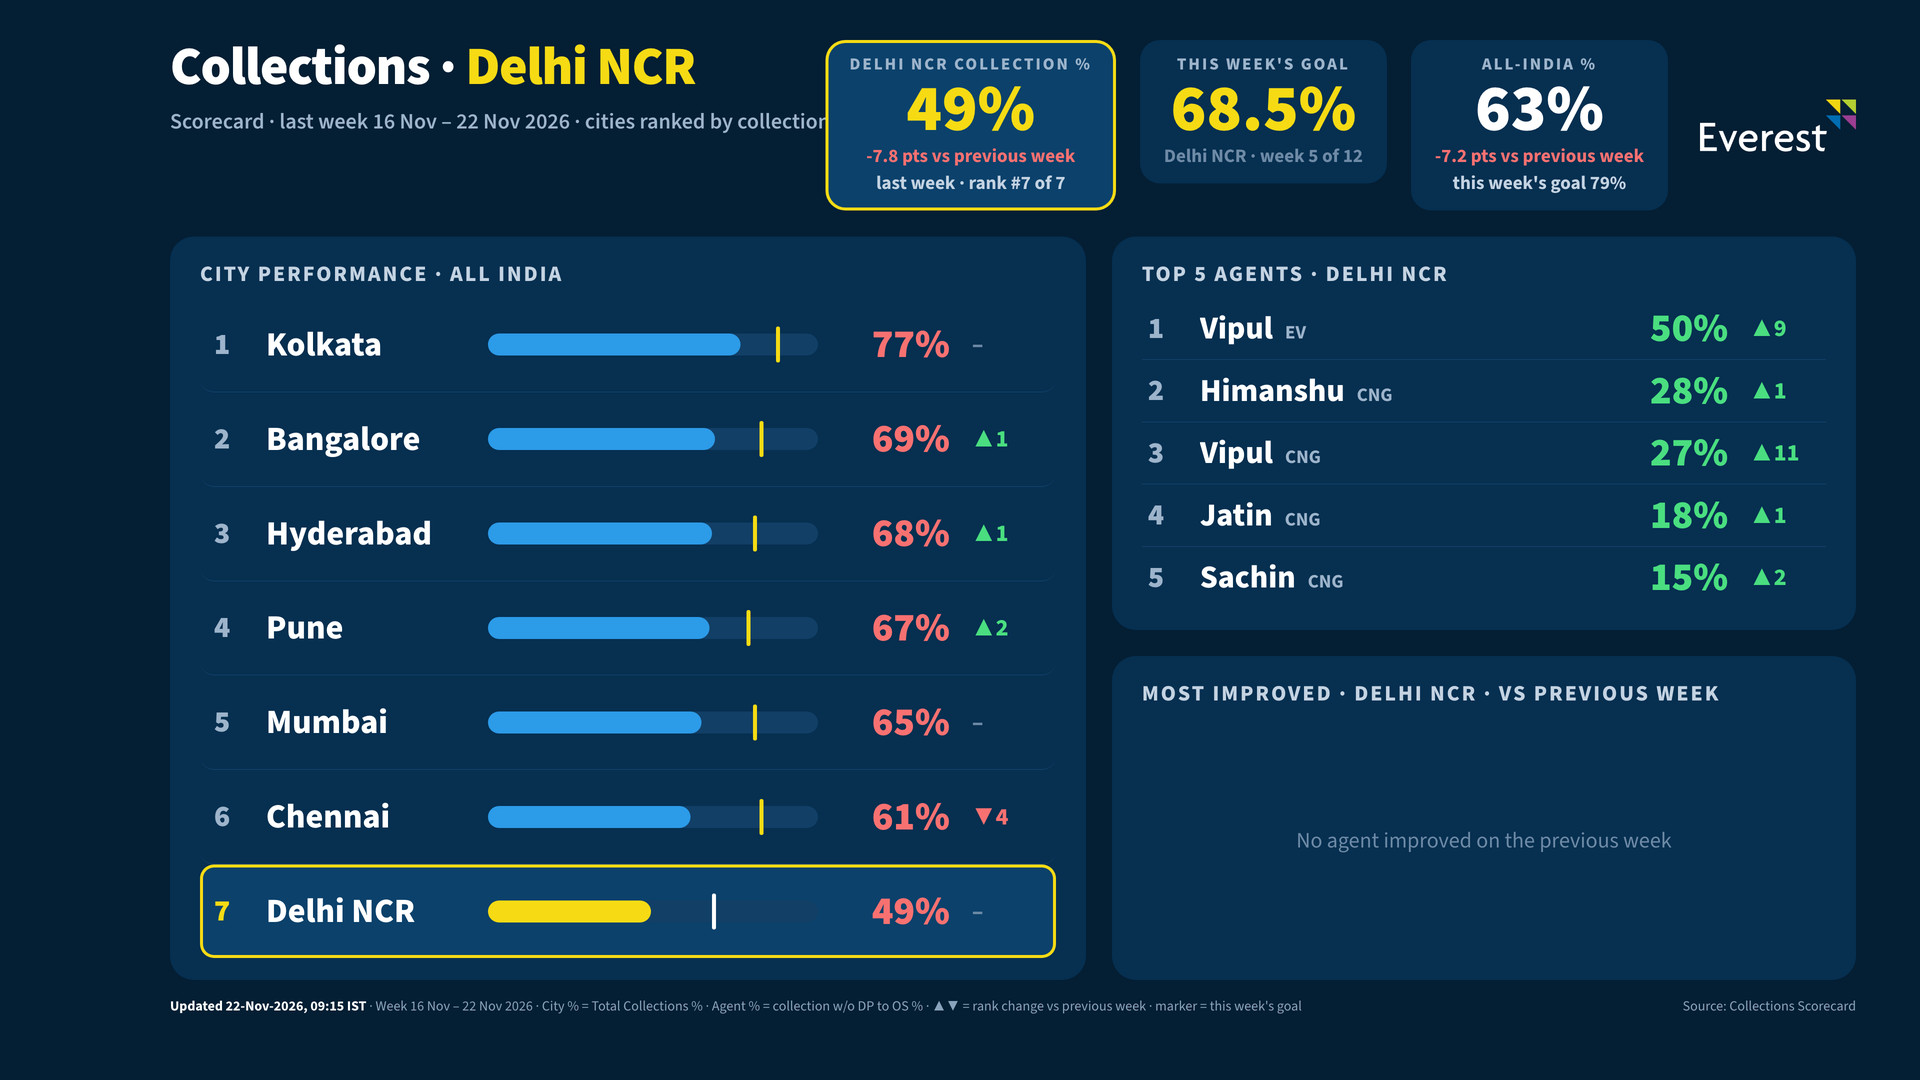 Collections · Delhi NCR
Scorecard · last week 16 Nov – 22 Nov 2026 · cities ranked by collection
DELHI NCR COLLECTION %
49%
-7.8 pts vs previous week
last week · rank #7 of 7
THIS WEEK'S GOAL
68.5%
Delhi NCR · week 5 of 12
ALL-INDIA %
63%
-7.2 pts vs previous week
this week's goal 79%
Everest
CITY PERFORMANCE · ALL INDIA
1 Kolkata 77% –
2 Bangalore 69% ▲1
3 Hyderabad 68% ▲1
4 Pune 67% ▲2
5 Mumbai 65% –
6 Chennai 61% ▼4
7 Delhi NCR 49% –
TOP 5 AGENTS · DELHI NCR
1 Vipul EV 50% ▲9
2 Himanshu CNG 28% ▲1
3 Vipul CNG 27% ▲11
4 Jatin CNG 18% ▲1
5 Sachin CNG 15% ▲2
MOST IMPROVED · DELHI NCR · VS PREVIOUS WEEK
No agent improved on the previous week
Updated 22-Nov-2026, 09:15 IST · Week 16 Nov – 22 Nov 2026 · City % = Total Collections % · Agent % = collection w/o DP to OS % · ▲▼ = rank change vs previous week · marker = this week's goal
Source: Collections Scorecard